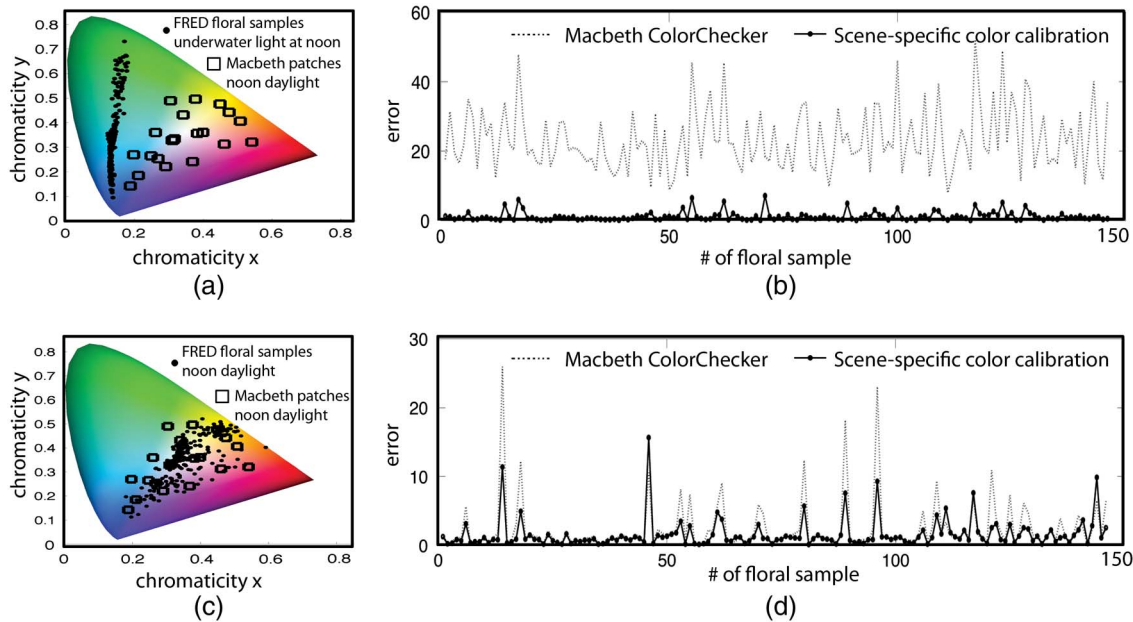 FRED floral samples
underwater light at noon
Macbeth patches
noon daylight
chromaticity y
0.8
0.7
0.6
0.5
0.4
0.3
0.2
0.1
0
0
0.2
0.4
0.6
0.8
chromaticity x
(a)
60
40
20
0
error
Macbeth ColorChecker
Scene-specific color calibration
0
50
100
150
# of floral sample
(b)
FRED floral samples
noon daylight
Macbeth patches
noon daylight
chromaticity y
0.8
0.7
0.6
0.5
0.4
0.3
0.2
0.1
0
0
0.2
0.4
0.6
0.8
chromaticity x
(c)
30
20
10
0
error
Macbeth ColorChecker
Scene-specific color calibration
0
50
100
150
# of floral sample
(d)